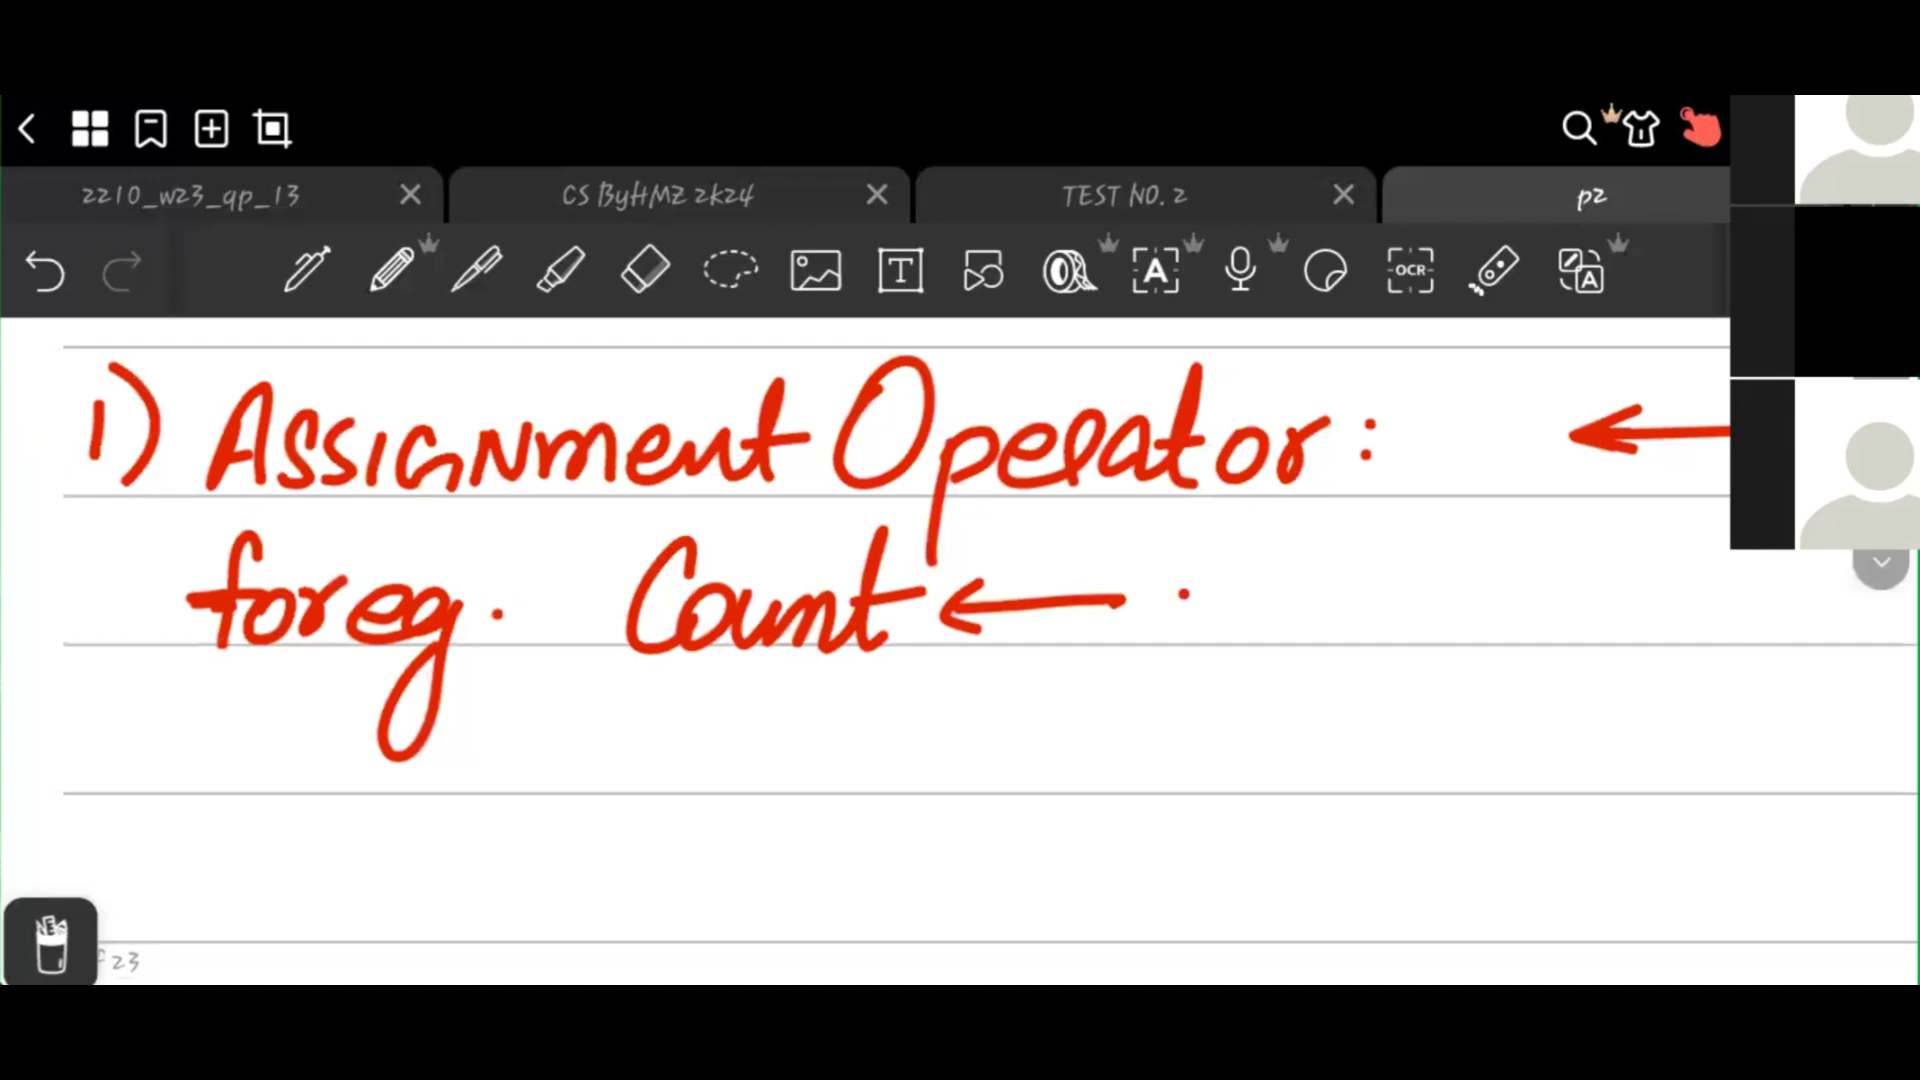 2210_w23_qp_13
CS ByHMZ 2k24
TEST NO. 2
p2
T
A
OCR
A
1) Assignment Operator: ←
for eg. Count ← .
23